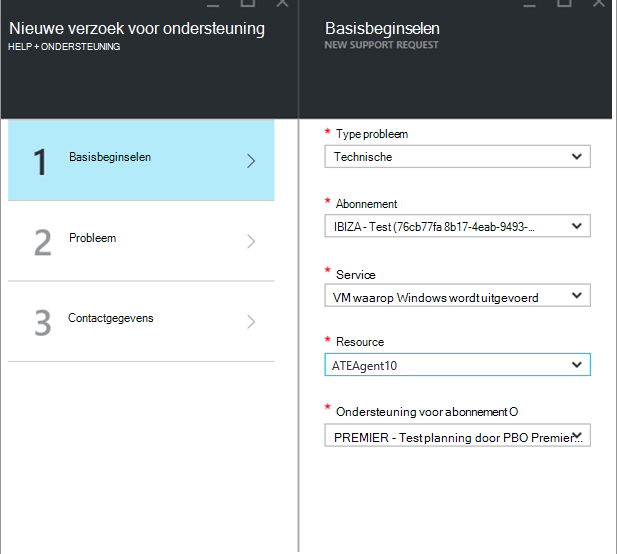 Nieuwe verzoek voor ondersteuning
HELP + ONDERSTEUNING
1 Basisbeginselen
2 Probleem
3 Contactgegevens
Basisbeginselen
NEW SUPPORT REQUEST
* Type probleem
Technische
* Abonnement
IBIZA - Test (76cb77fa 8b17-4eab-9493-...
* Service
VM waarop Windows wordt uitgevoerd
* Resource
ATEAgent10
* Ondersteuning voor abonnement O
PREMIER - Test planning door PBO Premier...